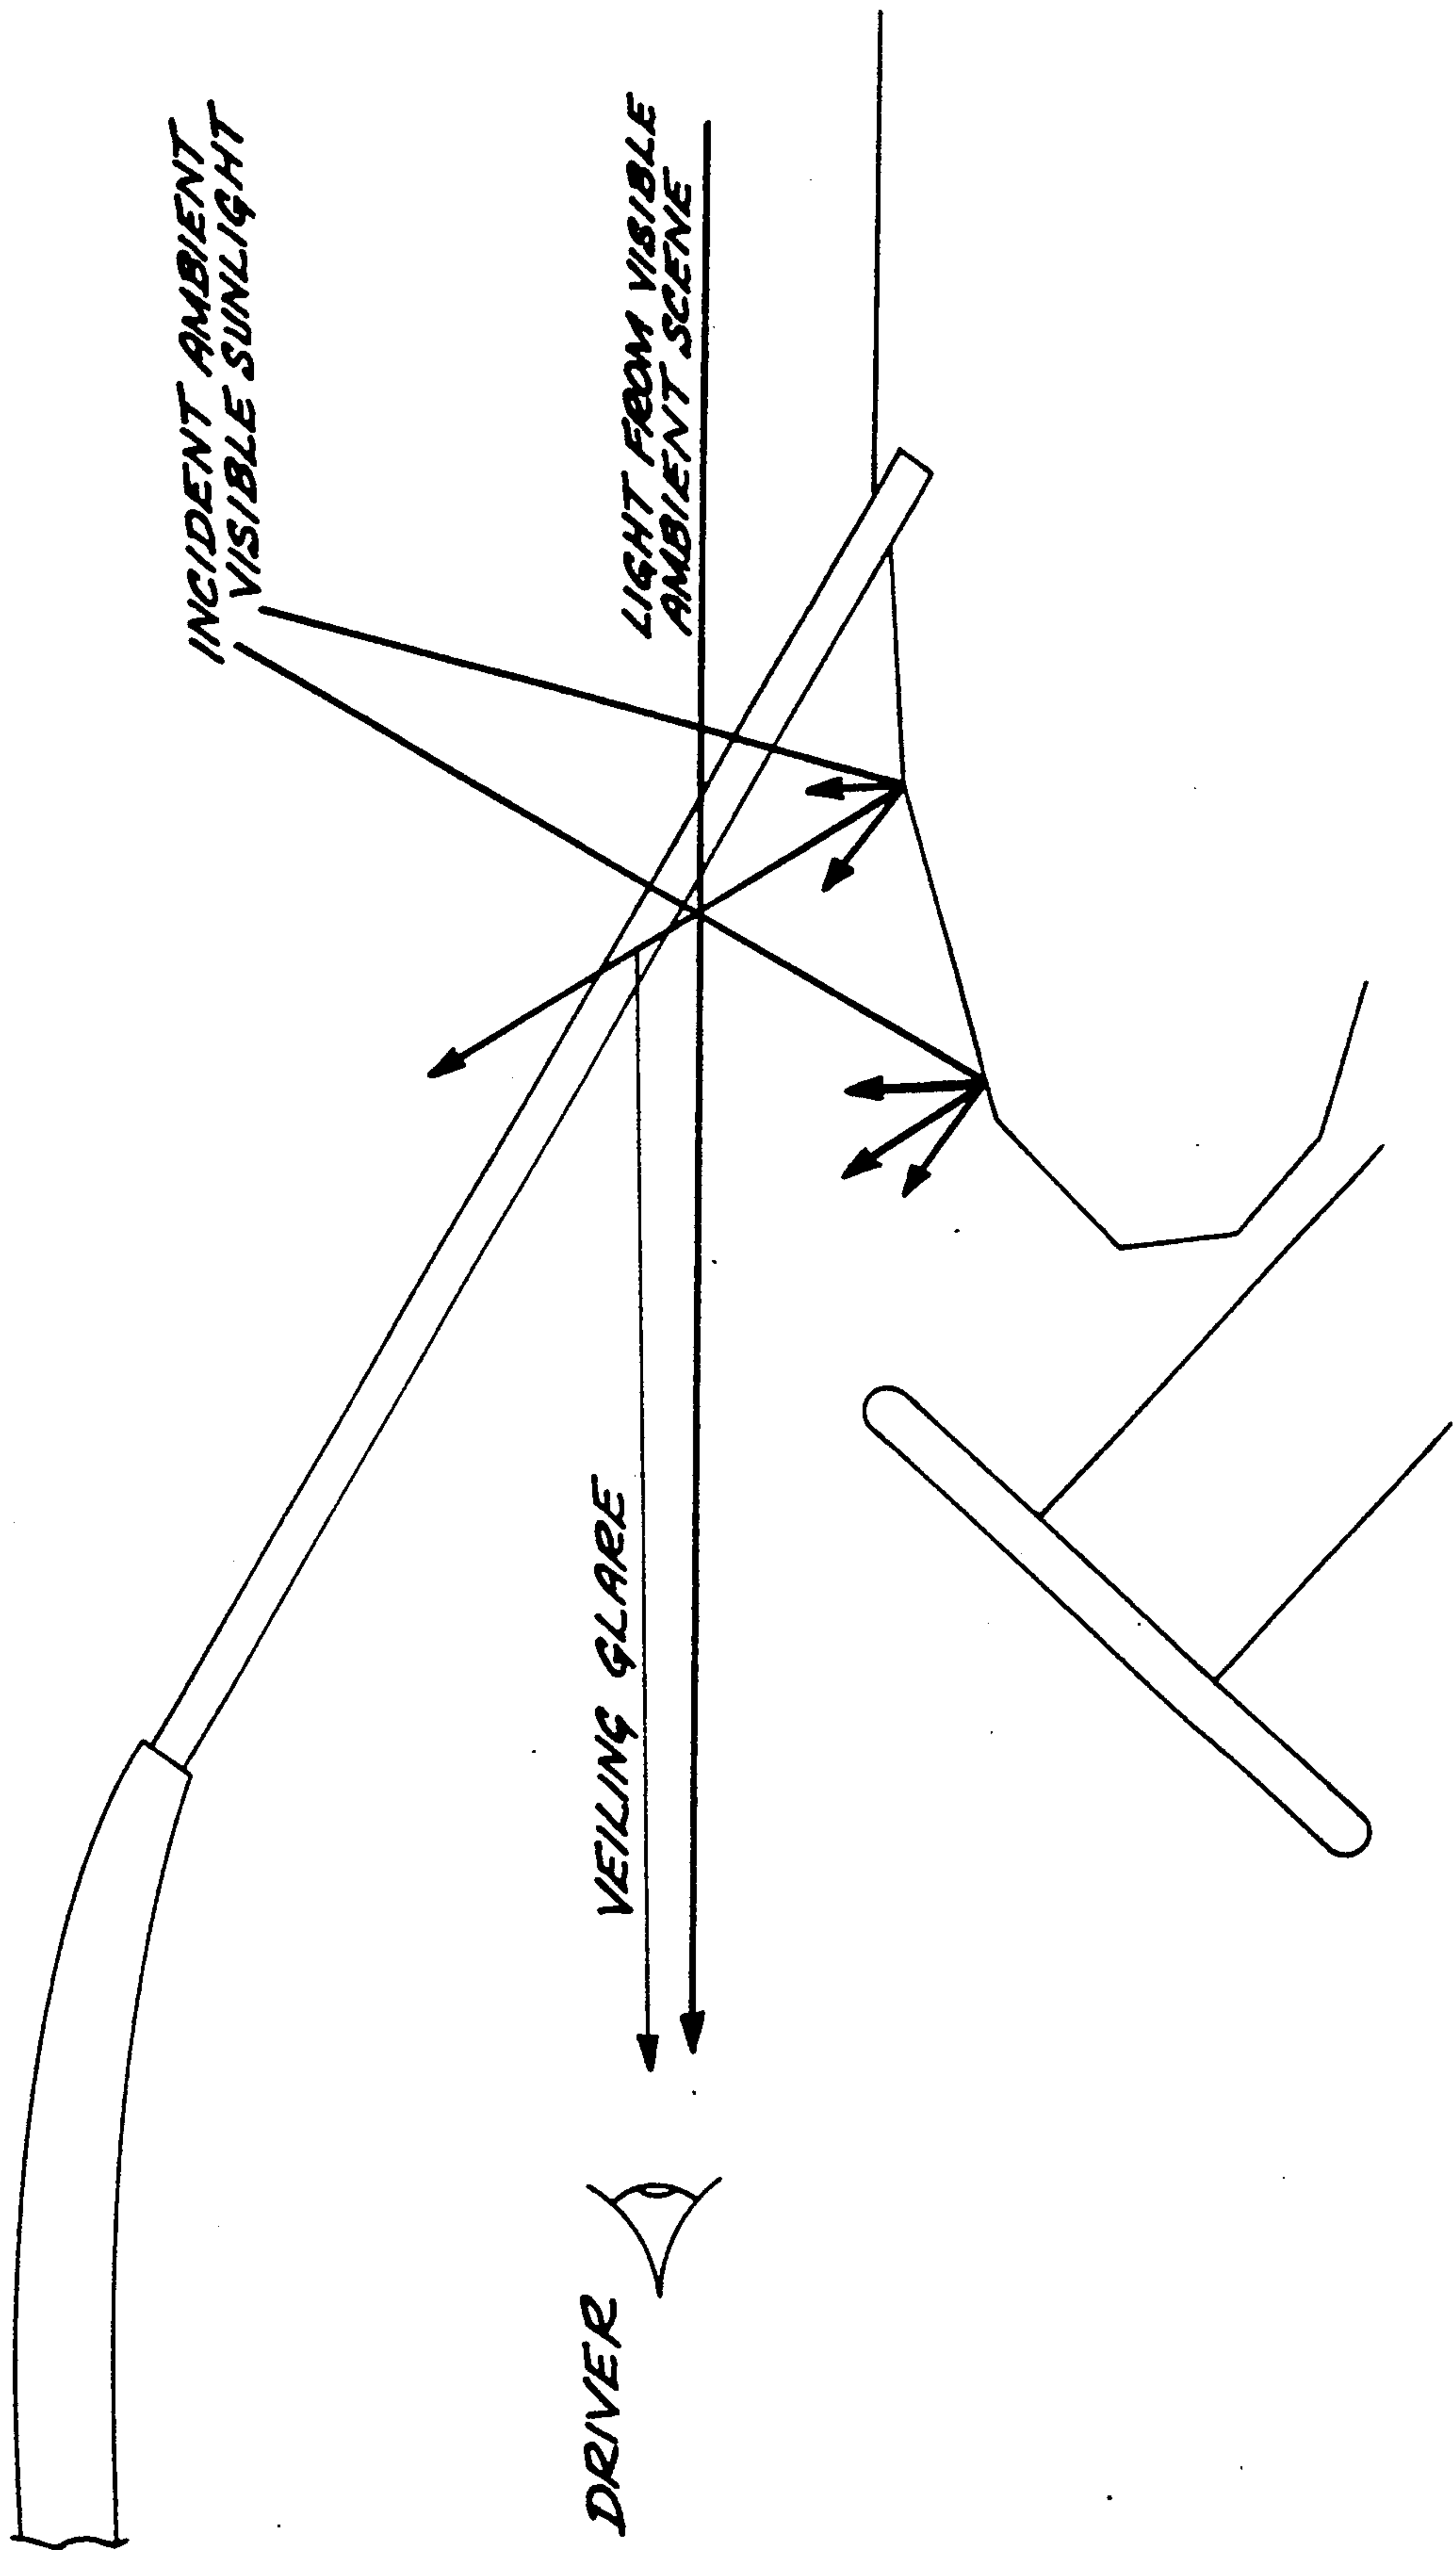 INCIDENT AMBIENT
VISIBLE SUNLIGHT
LIGHT FROM VISIBLE
AMBIENT SCENE
VEILING GLARE
DRIVER